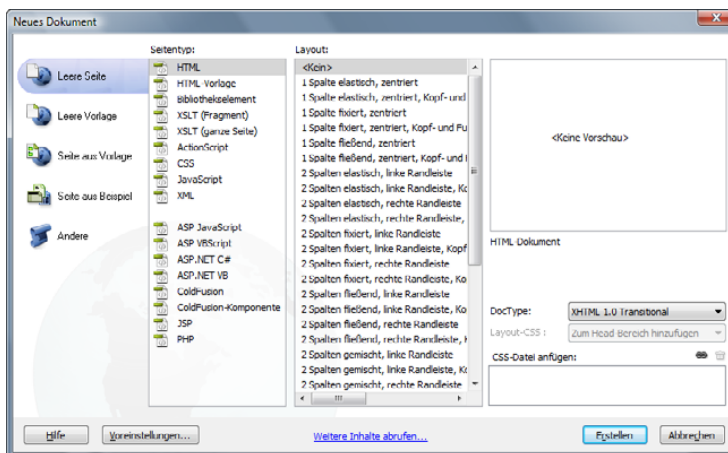 Neues Dokument
Leere Seite
Leere Vorlage
Seite aus Vorlage
Seite aus Beispiel
Andere
Seitentyp:
HTML
HTML-Vorlage
Bibliothekselement
XSLT (Fragment)
XSLT (ganze Seite)
ActionScript
CSS
JavaScript
XML
ASP JavaScript
ASP VBScript
ASP.NET C#
ASP.NET VB
ColdFusion
ColdFusion-Komponente
JSP
PHP
Layout:
<Kein>
1 Spalte elastisch, zentriert
1 Spalte elastisch, zentriert, Kopf- und
1 Spalte fixiert, zentriert
1 Spalte fixiert, zentriert, Kopf- und Fu
1 Spalte fließend, zentriert
1 Spalte fließend, zentriert, Kopf- und
2 Spalten elastisch, linke Randleiste
2 Spalten elastisch, linke Randleiste, Ko
2 Spalten elastisch, rechte Randleiste
2 Spalten elastisch, rechte Randleiste,
2 Spalten fixiert, linke Randleiste
2 Spalten fixiert, linke Randleiste, Kopf
2 Spalten fixiert, rechte Randleiste
2 Spalten fixiert, rechte Randleiste, Ko
2 Spalten fließend, linke Randleiste
2 Spalten fließend, linke Randleiste, Ko
2 Spalten fließend, rechte Randleiste
2 Spalten fließend, rechte Randleiste,
2 Spalten gemischt, linke Randleiste
2 Spalten gemischt, linke Randleiste, Ko
2 Spalten gemischt, rechte Randleiste
<Keine Vorschau>
HTML-Dokument
DocType:
XHTML 1.0 Transitional
Layout-CSS :
Zum Head Bereich hinzufügen
CSS-Datei anfügen:
Hilfe
Voreinstellungen...
Weitere Inhalte abrufen...
Erstellen
Abbrechen